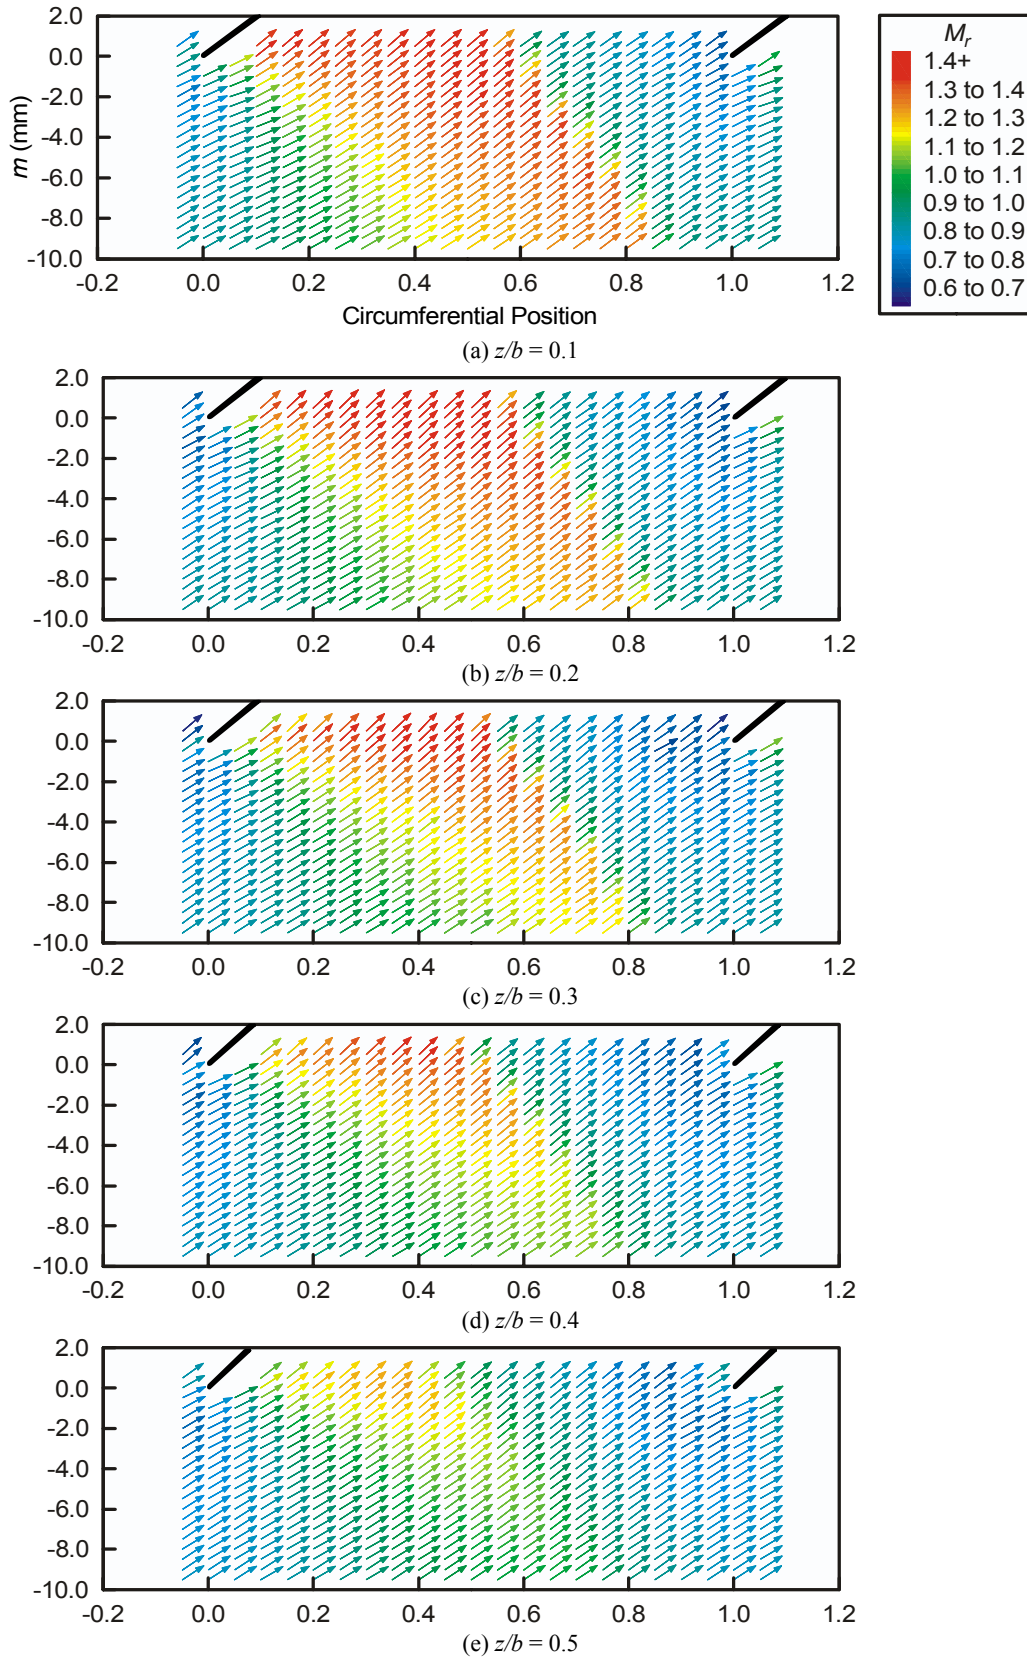 2.0
0.0
-2.0
-4.0
-6.0
-8.0
-10.0
m (mm)
-0.2 0.0 0.2 0.4 0.6 0.8 1.0 1.2
Circumferential Position
(a) z/b = 0.1
Mr
1.4+
1.3 to 1.4
1.2 to 1.3
1.1 to 1.2
1.0 to 1.1
0.9 to 1.0
0.8 to 0.9
0.7 to 0.8
0.6 to 0.7
2.0
0.0
-2.0
-4.0
-6.0
-8.0
-10.0
-0.2 0.0 0.2 0.4 0.6 0.8 1.0 1.2
(b) z/b = 0.2
2.0
0.0
-2.0
-4.0
-6.0
-8.0
-10.0
-0.2 0.0 0.2 0.4 0.6 0.8 1.0 1.2
(c) z/b = 0.3
2.0
0.0
-2.0
-4.0
-6.0
-8.0
-10.0
-0.2 0.0 0.2 0.4 0.6 0.8 1.0 1.2
(d) z/b = 0.4
2.0
0.0
-2.0
-4.0
-6.0
-8.0
-10.0
-0.2 0.0 0.2 0.4 0.6 0.8 1.0 1.2
(e) z/b = 0.5